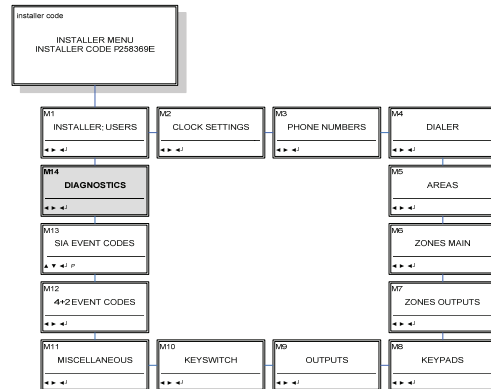 installer code
INSTALLER MENU
INSTALLER CODE P258369E
M1
INSTALLER; USERS
M2
CLOCK SETTINGS
M3
PHONE NUMBERS
M4
DIALER
M14
DIAGNOSTICS
M5
AREAS
M13
SIA EVENT CODES
P
M6
ZONES MAIN
M12
4+2 EVENT CODES
M7
ZONES OUTPUTS
M11
MISCELLANEOUS
M10
KEYSWITCH
M9
OUTPUTS
M8
KEYPADS